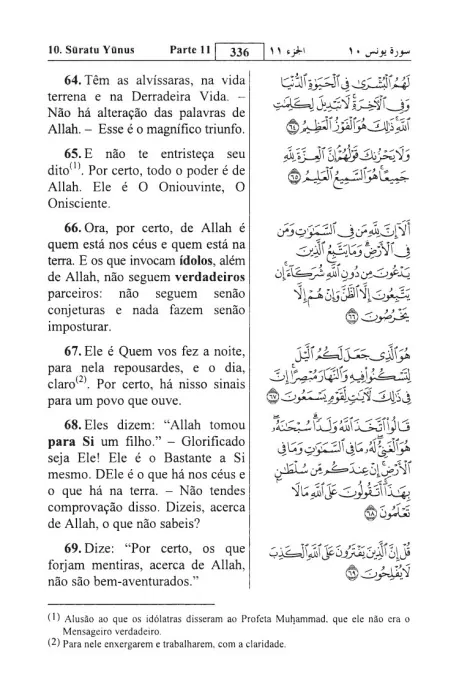 10. Sūratu Yūnus Parte 11 336 الجزء ١١ سورة يونس ١٠
64. Têm as alvíssaras, na vida
terrena e na Derradeira Vida. –
Não há alteração das palavras de
Allah. – Esse é o magnífico triunfo.
65. E não te entristeça seu
dito(1). Por certo, todo o poder é de
Allah. Ele é O Oniouvinte, O
Onisciente.
66. Ora, por certo, de Allah é
quem está nos céus e quem está na
terra. E os que invocam ídolos, além
de Allah, não seguem verdadeiros
parceiros: não seguem senão
conjeturas e nada fazem senão
imposturar.
67. Ele é Quem vos fez a noite,
para nela repousardes, e o dia,
claro(2). Por certo, há nisso sinais
para um povo que ouve.
68. Eles dizem: “Allah tomou
para Si um filho.” – Glorificado
seja Ele! Ele é O Bastante a Si
mesmo. DEle é o que há nos céus e
o que há na terra. – Não tendes
comprovação disso. Dizeis, acerca
de Allah, o que não sabeis?
69. Dize: “Por certo, os que
forjam mentiras, acerca de Allah,
não são bem-aventurados.”
لَهُمُ ٱلْبُشْرَىٰ فِى ٱلْحَيَوٰةِ ٱلدُّنْيَا
وَفِى ٱلْءَاخِرَةِ لَا تَبْدِيلَ لِكَلِمَٰتِ
ٱللَّهِ ذَٰلِكَ هُوَ ٱلْفَوْزُ ٱلْعَظِيمُ ٦٤
وَلَا يَحْزُنكَ قَوْلُهُمْ إِنَّ ٱلْعِزَّةَ لِلَّهِ
جَمِيعًا هُوَ ٱلسَّمِيعُ ٱلْعَلِيمُ ٦٥
أَلَآ إِنَّ لِلَّهِ مَن فِى ٱلسَّمَٰوَٰتِ وَمَن
فِى ٱلْأَرْضِ وَمَا يَتَّبِعُ ٱلَّذِينَ
يَدْعُونَ مِن دُونِ ٱللَّهِ شُرَكَآءَ إِن
يَتَّبِعُونَ إِلَّا ٱلظَّنَّ وَإِنْ هُمْ إِلَّا
يَخْرُصُونَ ٦٦
هُوَ ٱلَّذِى جَعَلَ لَكُمُ ٱلَّيْلَ
لِتَسْكُنُوا۟ فِيهِ وَٱلنَّهَارَ مُبْصِرًا إِنَّ
فِى ذَٰلِكَ لَءَايَٰتٍ لِّقَوْمٍ يَسْمَعُونَ ٦٧
قَالُوا۟ ٱتَّخَذَ ٱللَّهُ وَلَدًا سُبْحَٰنَهُۥ
هُوَ ٱلْغَنِىُّ لَهُۥ مَا فِى ٱلسَّمَٰوَٰتِ وَمَا فِى
ٱلْأَرْضِ إِنْ عِندَكُم مِّن سُلْطَٰنٍۭ
بِهَٰذَآ أَتَقُولُونَ عَلَى ٱللَّهِ مَا لَا
تَعْلَمُونَ ٦٨
قُلْ إِنَّ ٱلَّذِينَ يَفْتَرُونَ عَلَى ٱللَّهِ ٱلْكَذِبَ
لَا يُفْلِحُونَ ٦٩
(1) Alusão ao que os idólatras disseram ao Profeta Muḥammad, que ele não era o
Mensageiro verdadeiro.
(2) Para nele enxergarem e trabalharem, com a claridade.